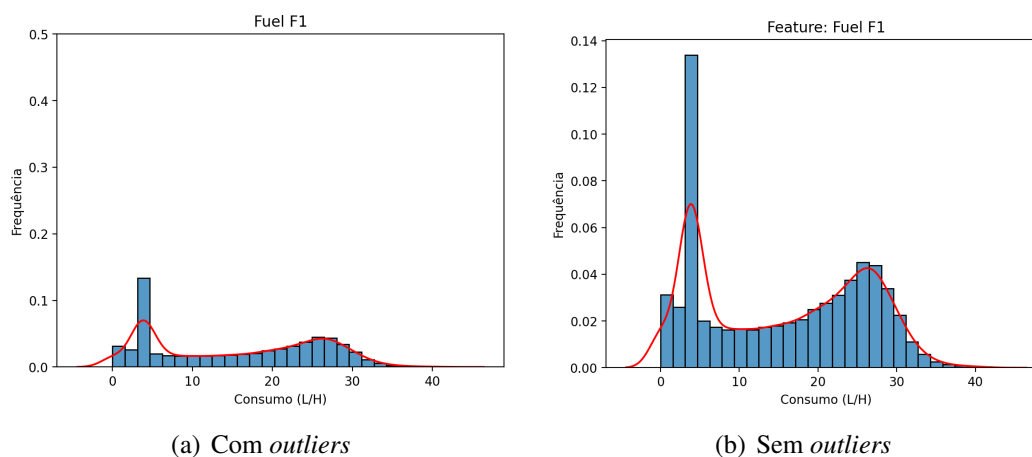 Fuel F1
0.5
0.4
0.3
0.2
0.1
0.0
Frequência
0 10 20 30 40
Consumo (L/H)
(a) Com outliers
Feature: Fuel F1
0.14
0.12
0.10
0.08
0.06
0.04
0.02
0.00
Frequência
0 10 20 30 40
Consumo (L/H)
(b) Sem outliers